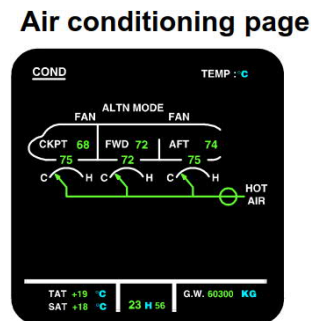 Air conditioning page
COND TEMP : °C
ALTN MODE
FAN FAN
CKPT 68 FWD 72 AFT 74
75 72 75
C H C H C H
HOT
AIR
TAT +19 °C G.W. 60300 KG
SAT +18 °C 23 H 56